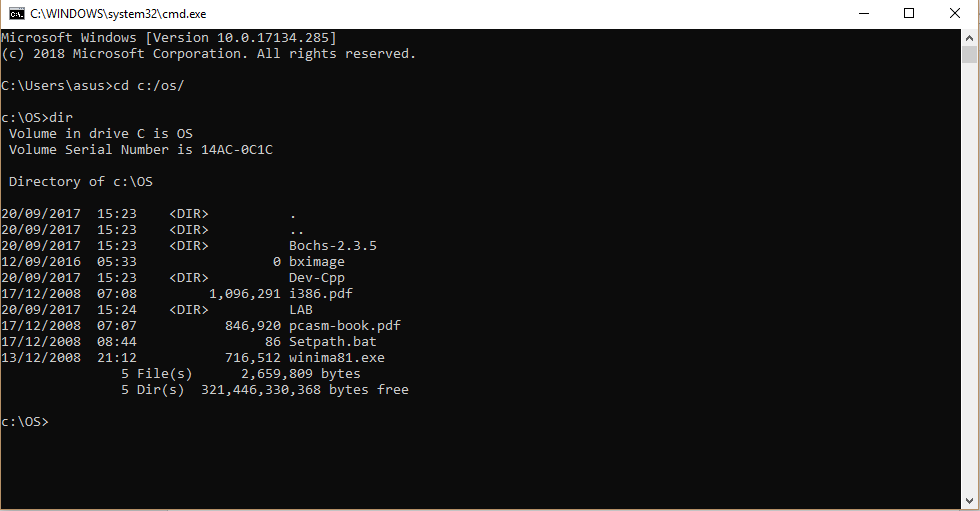 C:\WINDOWS\system32\cmd.exe
Microsoft Windows [Version 10.0.17134.285]
(c) 2018 Microsoft Corporation. All rights reserved.
C:\Users\asus>cd c:/os/
c:\OS>dir
 Volume in drive C is OS
 Volume Serial Number is 14AC-0C1C
 Directory of c:\OS
20/09/2017  15:23    <DIR>          .
20/09/2017  15:23    <DIR>          ..
20/09/2017  15:23    <DIR>          Bochs-2.3.5
12/09/2016  05:33                 0 bximage
20/09/2017  15:23    <DIR>          Dev-Cpp
17/12/2008  07:08         1,096,291 i386.pdf
20/09/2017  15:24    <DIR>          LAB
17/12/2008  07:07           846,920 pcasm-book.pdf
17/12/2008  08:44                86 Setpath.bat
13/12/2008  21:12           716,512 winima81.exe
               5 File(s)      2,659,809 bytes
               5 Dir(s)  321,446,330,368 bytes free
c:\OS>